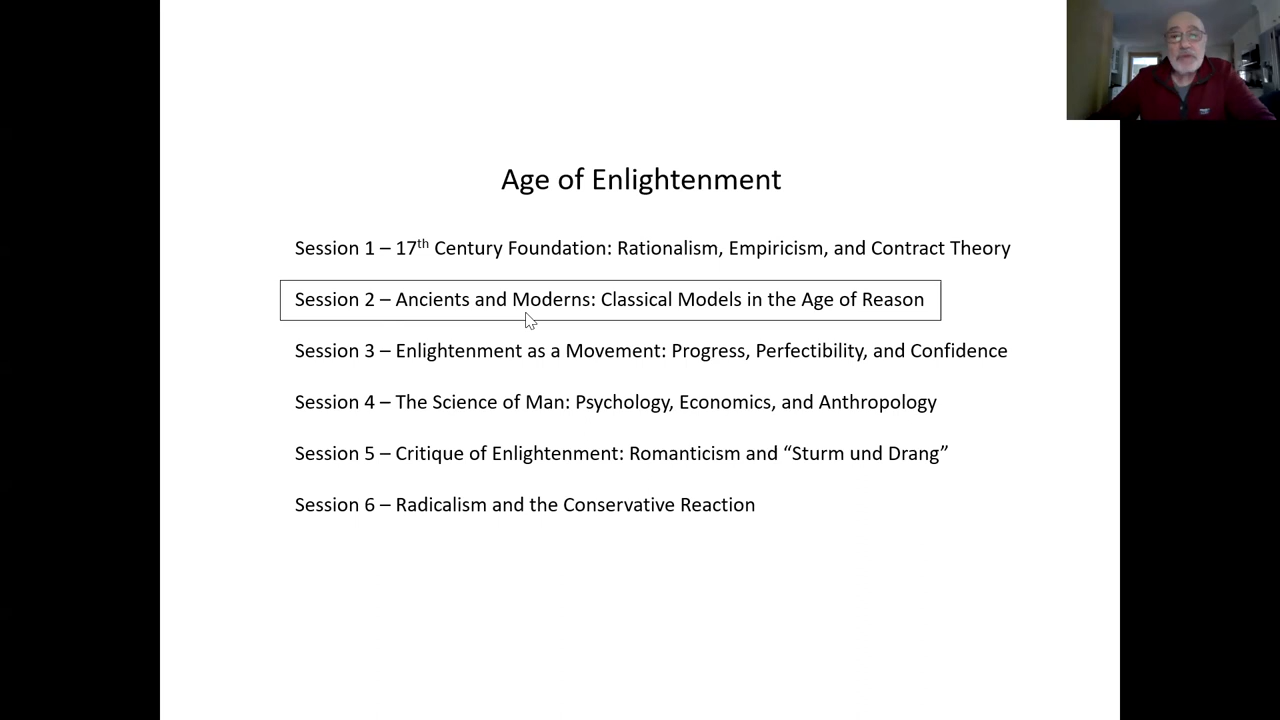 Age of Enlightenment
Session 1 – 17th Century Foundation: Rationalism, Empiricism, and Contract Theory
Session 2 – Ancients and Moderns: Classical Models in the Age of Reason
Session 3 – Enlightenment as a Movement: Progress, Perfectibility, and Confidence
Session 4 – The Science of Man: Psychology, Economics, and Anthropology
Session 5 – Critique of Enlightenment: Romanticism and “Sturm und Drang”
Session 6 – Radicalism and the Conservative Reaction